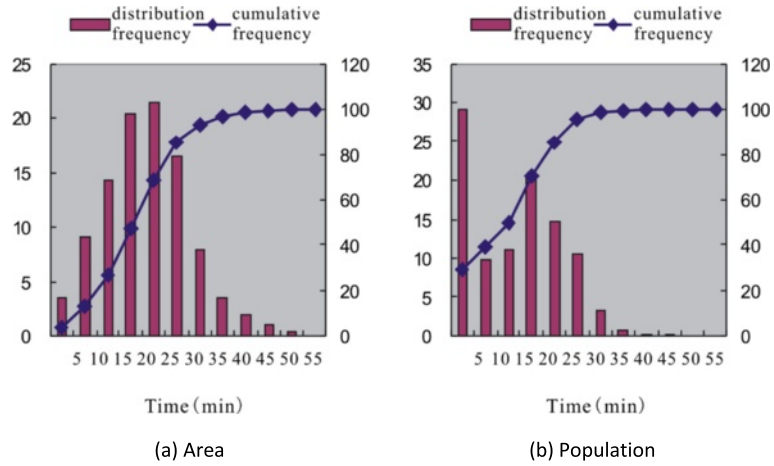 distribution frequency
cumulative frequency
25
20
15
10
5
0
120
100
80
60
40
20
0
5 10 15 20 25 30 35 40 45 50 55
Time (min)
(a) Area
distribution frequency
cumulative frequency
35
30
25
20
15
10
5
0
120
100
80
60
40
20
0
5 10 15 20 25 30 35 40 45 50 55
Time (min)
(b) Population